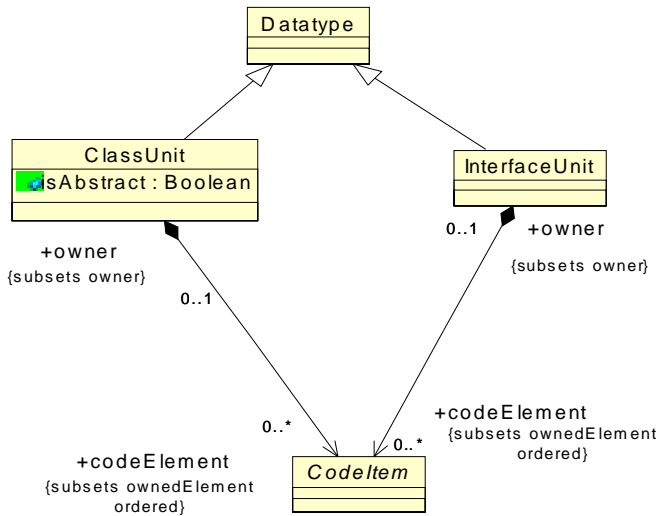 Datatype
ClassUnit
isAbstract : Boolean
InterfaceUnit
+owner
{subsets owner}
0..1
0..1
+owner
{subsets owner}
0..*
+codeElement
{subsets ownedElement
ordered}
0..*
+codeElement
{subsets ownedElement
ordered}
CodeItem